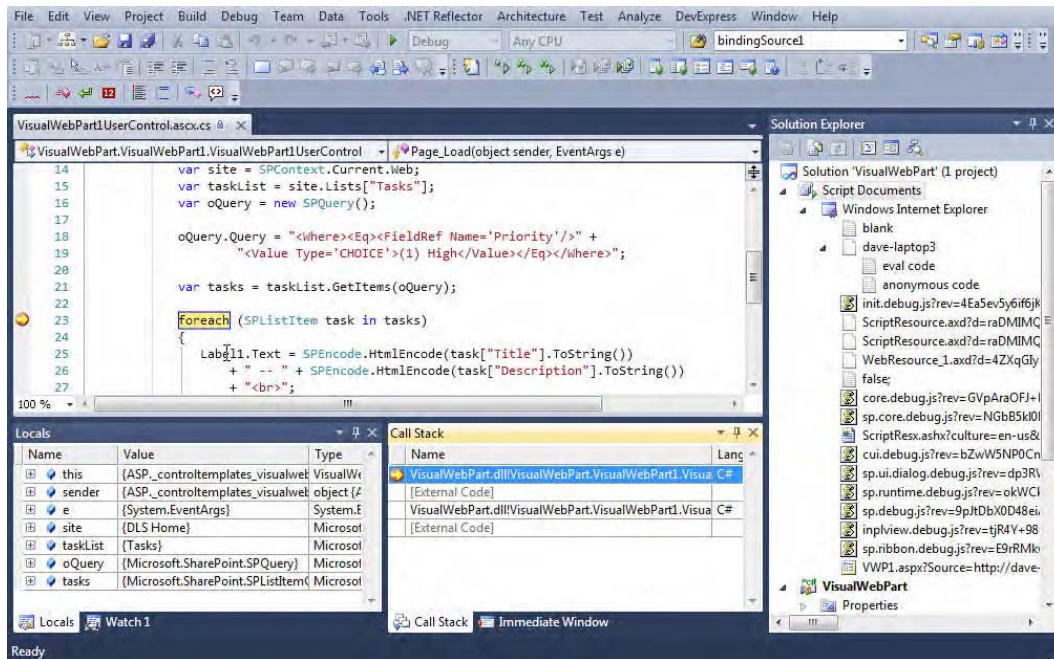 File Edit View Project Build Debug Team Data Tools .NET Reflector Architecture Test Analyze DevExpress Window Help
Debug Any CPU bindingSource1
VisualWebPart1UserControl.ascx.cs
VisualWebPart.VisualWebPart1.VisualWebPart1UserControl Page_Load(object sender, EventArgs e)
14 var site = SPContext.Current.Web;
15 var taskList = site.Lists["Tasks"];
16 var oQuery = new SPQuery();
17
18 oQuery.Query = "<Where><Eq><FieldRef Name='Priority'/>" +
19 "<Value Type='CHOICE'>(1) High</Value></Eq></Where>";
20
21 var tasks = taskList.GetItems(oQuery);
22
23 foreach (SPListItem task in tasks)
24 {
25 Label1.Text = SPEncode.HtmlEncode(task["Title"].ToString())
26 + " -- " + SPEncode.HtmlEncode(task["Description"].ToString())
27 + "<br>";
100 %
Locals
Name Value Type
this {ASP._controltemplates_visualweb VisualWe
sender {ASP._controltemplates_visualweb object {A
e {System.EventArgs} System.E
site {DLS Home} Microsof
taskList {Tasks} Microsof
oQuery {Microsoft.SharePoint.SPQuery} Microsof
tasks {Microsoft.SharePoint.SPListItemC Microsof
Locals Watch 1
Call Stack
Name Lang
VisualWebPart.dll!VisualWebPart.VisualWebPart1.Visua C#
[External Code]
VisualWebPart.dll!VisualWebPart.VisualWebPart1.Visua C#
[External Code]
Call Stack Immediate Window
Solution Explorer
Solution 'VisualWebPart' (1 project)
Script Documents
Windows Internet Explorer
blank
dave-laptop3
eval code
anonymous code
init.debug.js?rev=4Ea5ev5y6if6jK
ScriptResource.axd?d=raDMIMQ
ScriptResource.axd?d=raDMIMQ
WebResource_1.axd?d=4ZXqGIy
false;
core.debug.js?rev=GVpAraOFJ+I
sp.core.debug.js?rev=NGbB5kl0I
ScriptResx.ashx?culture=en-us&
cui.debug.js?rev=bZwW5NP0Cn
sp.ui.dialog.debug.js?rev=dp3RV
sp.runtime.debug.js?rev=okWCI
sp.debug.js?rev=9pJtDbX0D48ei
inplview.debug.js?rev=tjR4Y+98
sp.ribbon.debug.js?rev=E9rRMk
VWP1.aspx?Source=http://dave-
VisualWebPart
Properties
Ready